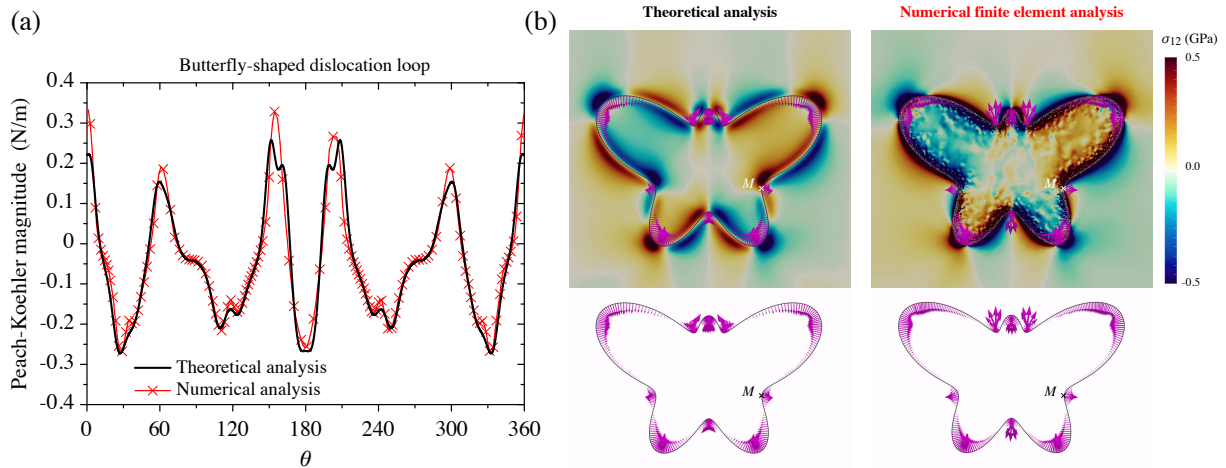 (a)
Butterfly-shaped dislocation loop
Peach-Koehler magnitude (N/m)
0.4
0.3
0.2
0.1
0
-0.1
-0.2
-0.3
-0.4
Theoretical analysis
Numerical analysis
0 60 120 180 240 300 360
θ
(b)
Theoretical analysis
Numerical finite element analysis
σ12 (GPa)
0.5
0.0
-0.5
M
M
M
M